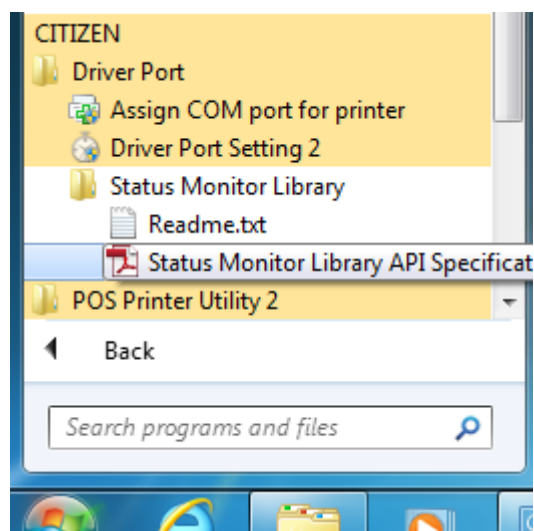 CITIZEN
Driver Port
Assign COM port for printer
Driver Port Setting 2
Status Monitor Library
Readme.txt
Status Monitor Library API Specificat
POS Printer Utility 2
Back
Search programs and files